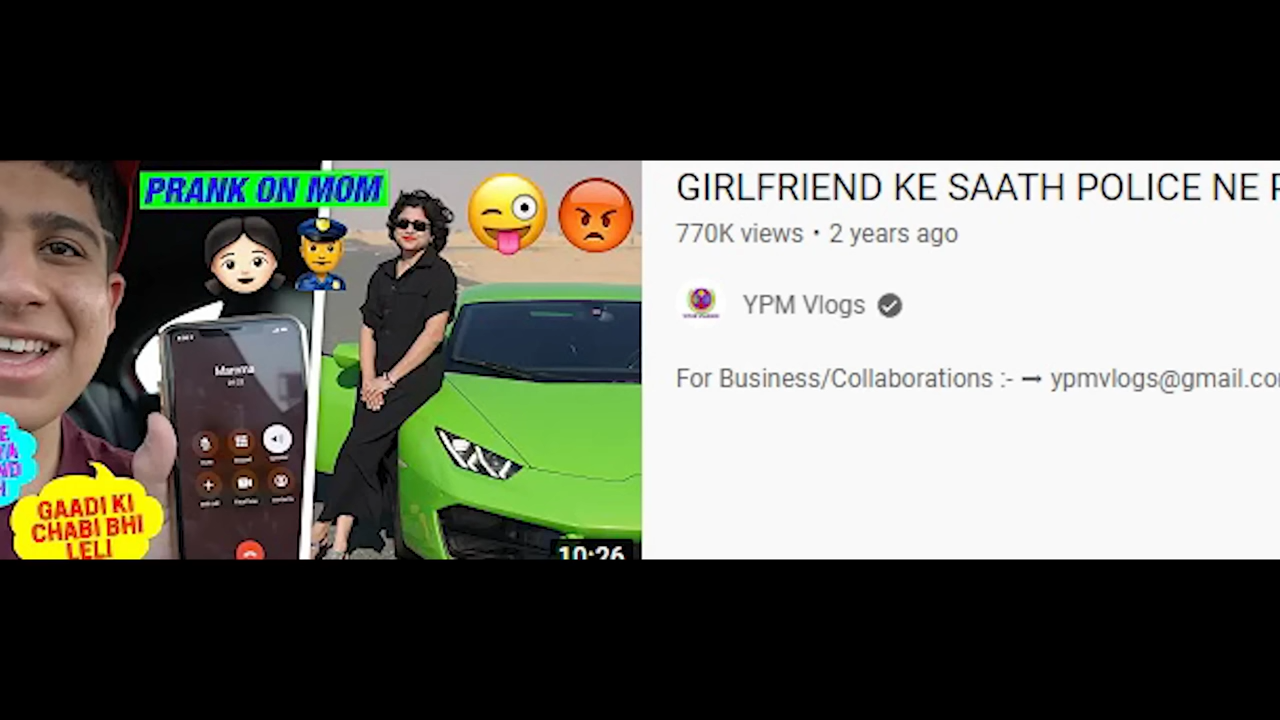 PRANK ON MOM
Mamma
GAADI KI
CHABI BHI
LELI
10:26
GIRLFRIEND KE SAATH POLICE NE
770K views • 2 years ago
YPM Vlogs
For Business/Collaborations :- ➞ ypmvlogs@gmail.co